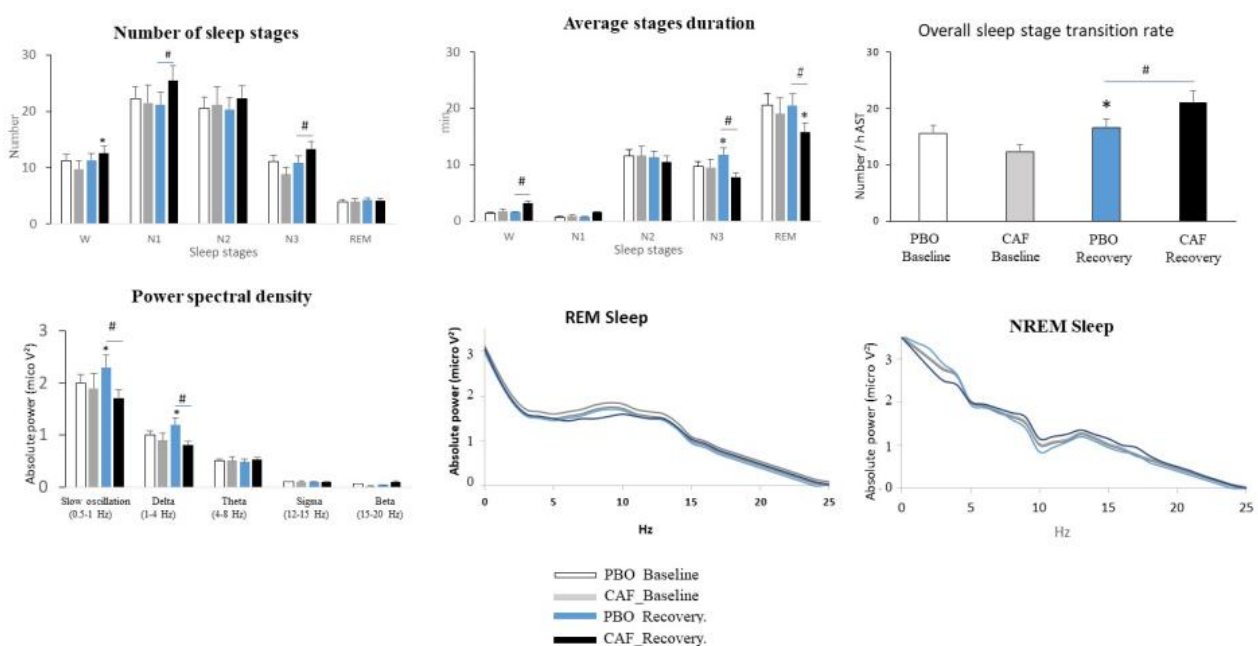 Number of sleep stages
30
20
10
0
Number
#
*
#
W N1 N2 N3 REM
Sleep stages
Average stages duration
30
20
10
0
min
#
#
*
#
*
W N1 N2 N3 REM
Sleep stages
Overall sleep stage transition rate
30
20
10
0
Number / h AST
*
#
PBO Baseline
CAF Baseline
PBO Recovery
CAF Recovery
Power spectral density
3
2
1
0
Absolute power (mico V²)
#
*
#
*
Slow oscillation
(0.5-1 Hz)
Delta
(1-4 Hz)
Theta
(4-8 Hz)
Sigma
(12-15 Hz)
Beta
(15-20 Hz)
REM Sleep
3
2
1
0
Absolute power (micro V²)
0 5 10 15 20 25
Hz
NREM Sleep
3
2
1
0
Absolute power (micro V²)
0 5 10 15 20 25
Hz
PBO_Baseline
CAF_Baseline
PBO_Recovery.
CAF_Recovery.